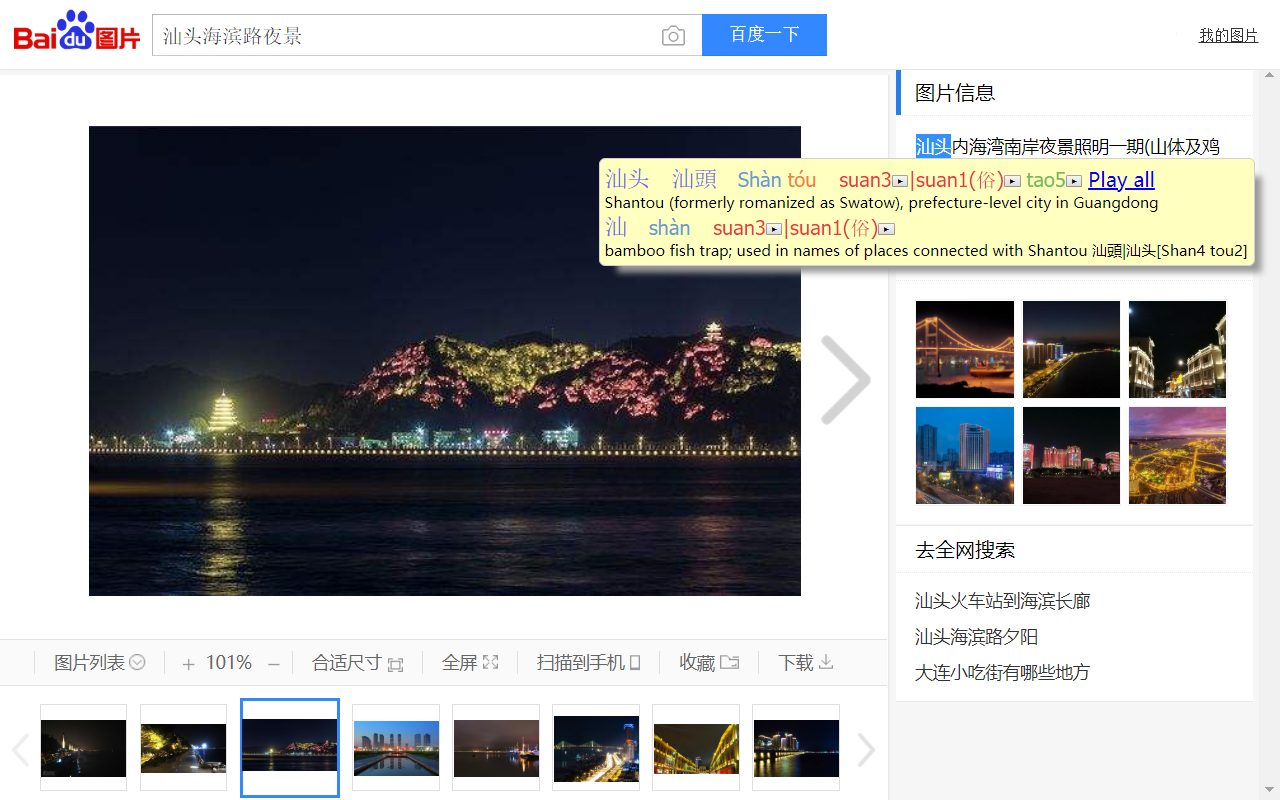 Bai du 图片
汕头海滨路夜景
百度一下
我的图片
图片信息
汕头内海湾南岸夜景照明一期(山体及鸡
汕头 汕頭 Shàn tóu suan3|suan1(俗) tao5 Play all
Shantou (formerly romanized as Swatow), prefecture-level city in Guangdong
汕 shàn suan3|suan1(俗)
bamboo fish trap; used in names of places connected with Shantou 汕頭|汕头[Shan4 tou2]
去全网搜索
汕头火车站到海滨长廊
汕头海滨路夕阳
大连小吃街有哪些地方
图片列表 + 101% − 合适尺寸 全屏 扫描到手机 收藏 下载